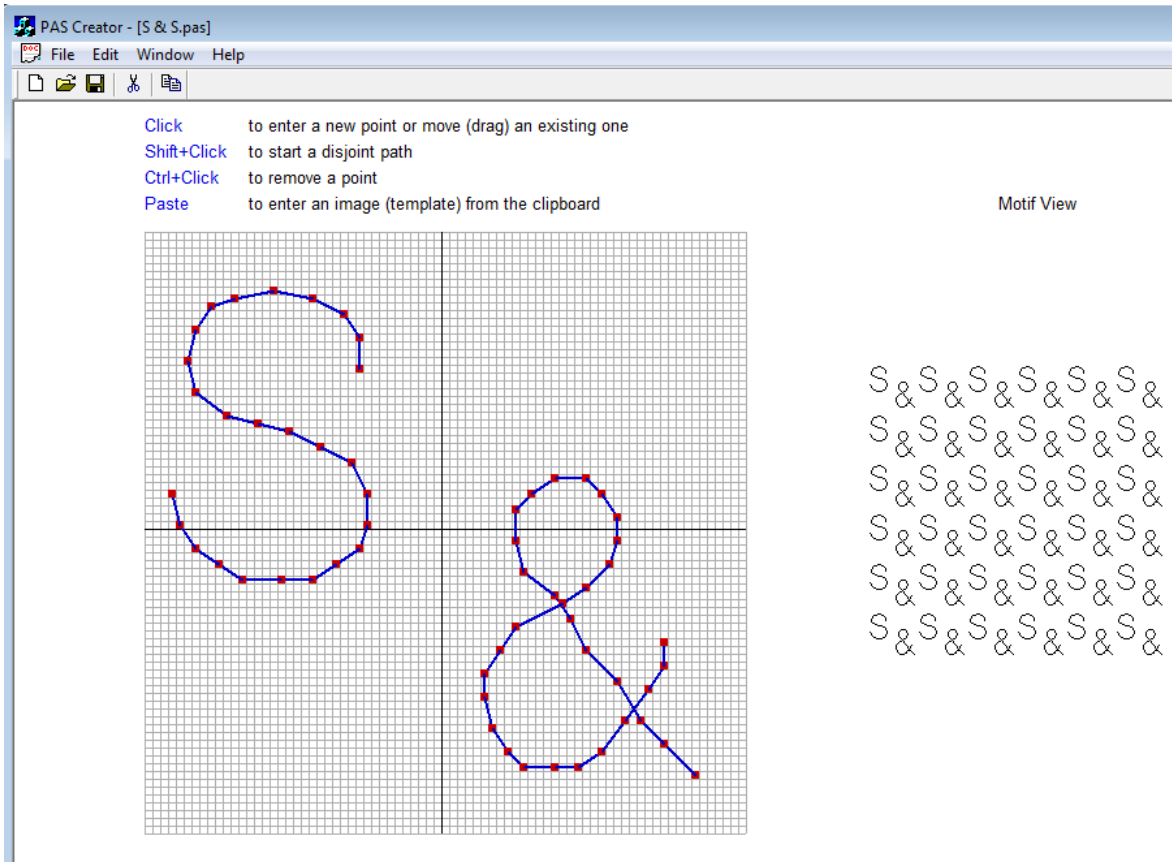 PAS Creator - [S & S.pas]
DOC File Edit Window Help
Click to enter a new point or move (drag) an existing one
Shift+Click to start a disjoint path
Ctrl+Click to remove a point
Paste to enter an image (template) from the clipboard
Motif View
S &
S & S & S & S & S & S &
S & S & S & S & S & S &
S & S & S & S & S & S &
S & S & S & S & S & S &
S & S & S & S & S & S &
S & S & S & S & S & S &